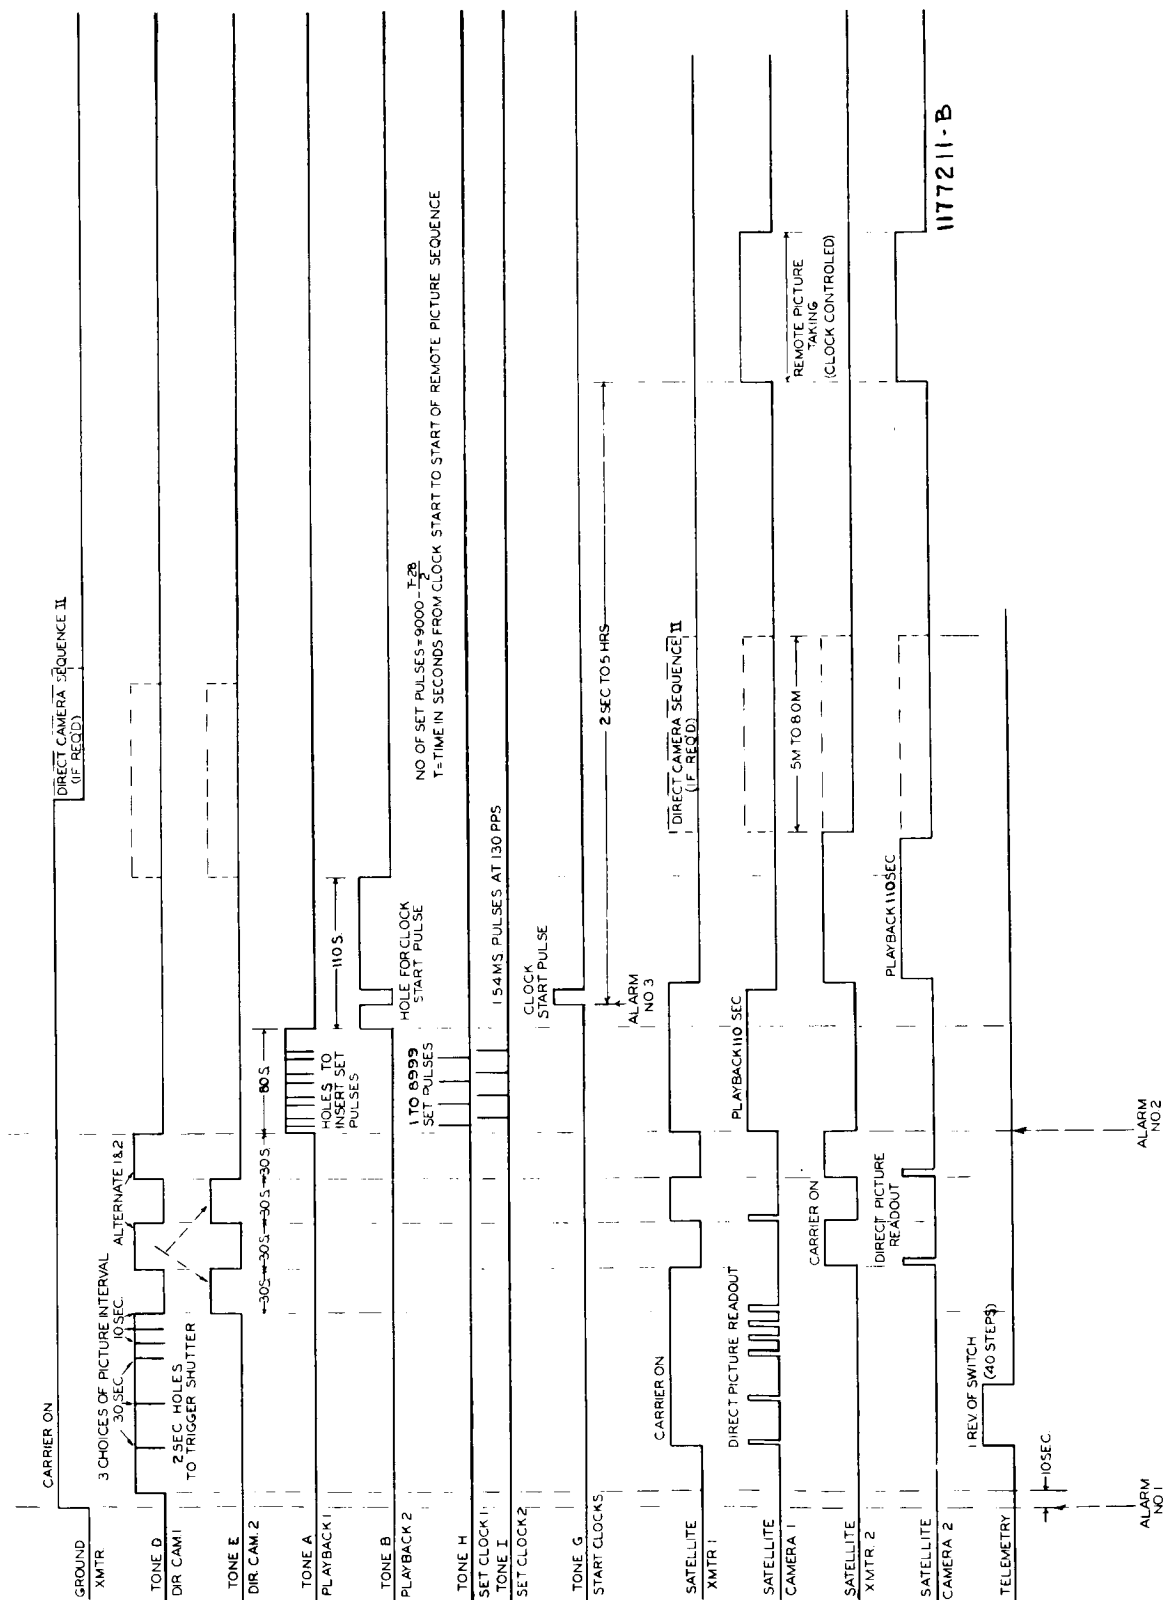 GROUND
XMTR
CARRIER ON
DIRECT CAMERA SEQUENCE II
(IF REQ'D)
TONE D
DIR CAM.1
3 CHOICES OF PICTURE INTERVAL
30 SEC.
10 SEC.
ALTERNATE 1&2
2 SEC HOLES
TO TRIGGER SHUTTER
TONE E
DIR CAM. 2
30S.
30S.
30S.
30S.
80S.
110 S.
TONE A
PLAYBACK 1
HOLES TO
INSERT SET
PULSES
TONE B
PLAYBACK 2
HOLE FOR CLOCK
START PULSE
NO OF SET PULSES = 9000 - T-28
2
T= TIME IN SECONDS FROM CLOCK START TO START OF REMOTE PICTURE SEQUENCE
1 TO 8999
SET PULSES
TONE H
SET CLOCK 1
TONE I
SET CLOCK 2
1 54 MS. PULSES AT 130 PPS
CLOCK
START PULSE
TONE G
START CLOCKS
ALARM
NO 3
2 SEC TO 5 HRS
SATELLITE
XMTR 1
CARRIER ON
DIRECT CAMERA SEQUENCE II
(IF REQ'D)
SATELLITE
CAMERA 1
DIRECT PICTURE READOUT
PLAYBACK 110 SEC
5M TO 8 0M
REMOTE PICTURE
TAKING
(CLOCK CONTROLED)
SATELLITE
XMTR. 2
CARRIER ON
SATELLITE
CAMERA 2
DIRECT PICTURE
READOUT
PLAYBACK 110 SEC
1177211-B
TELEMETRY
1 REV. OF SWITCH
(40 STEPS)
10 SEC.
ALARM
NO 1
ALARM
NO 2